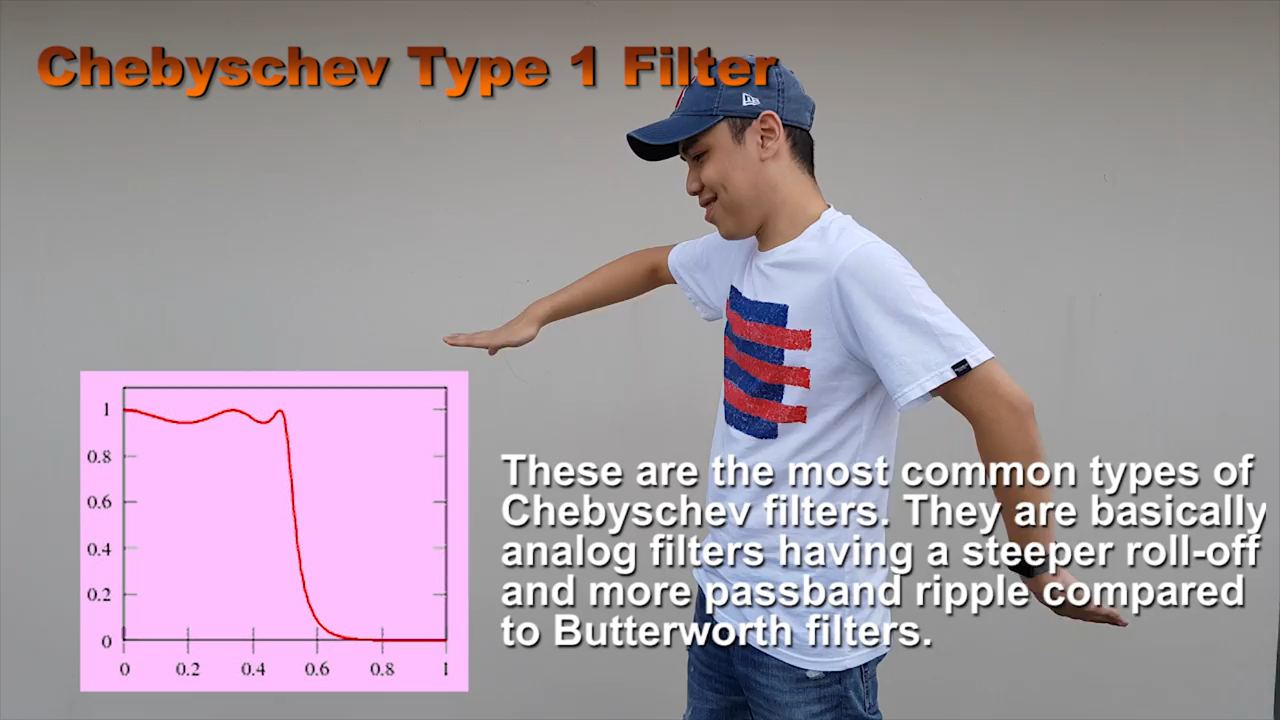 Chebyschev Type 1 Filter
1
0.8
0.6
0.4
0.2
0
0 0.2 0.4 0.6 0.8 1
These are the most common types of
Chebyschev filters. They are basically
analog filters having a steeper roll-off
and more passband ripple compared
to Butterworth filters.